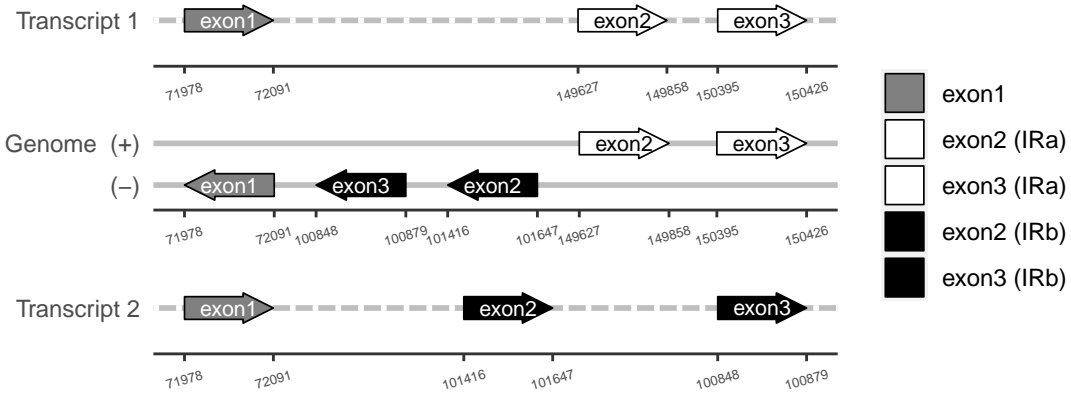 Transcript 1 exon1 exon2 exon3
71978 72091 149627 149858 150395 150426
Genome (+) exon2 exon3
(−) exon1 exon3 exon2
71978 72091 100848 100879 101416 101647 149627 149858 150395 150426
Transcript 2 exon1 exon2 exon3
71978 72091 101416 101647 100848 100879
exon1
exon2 (IRa)
exon3 (IRa)
exon2 (IRb)
exon3 (IRb)